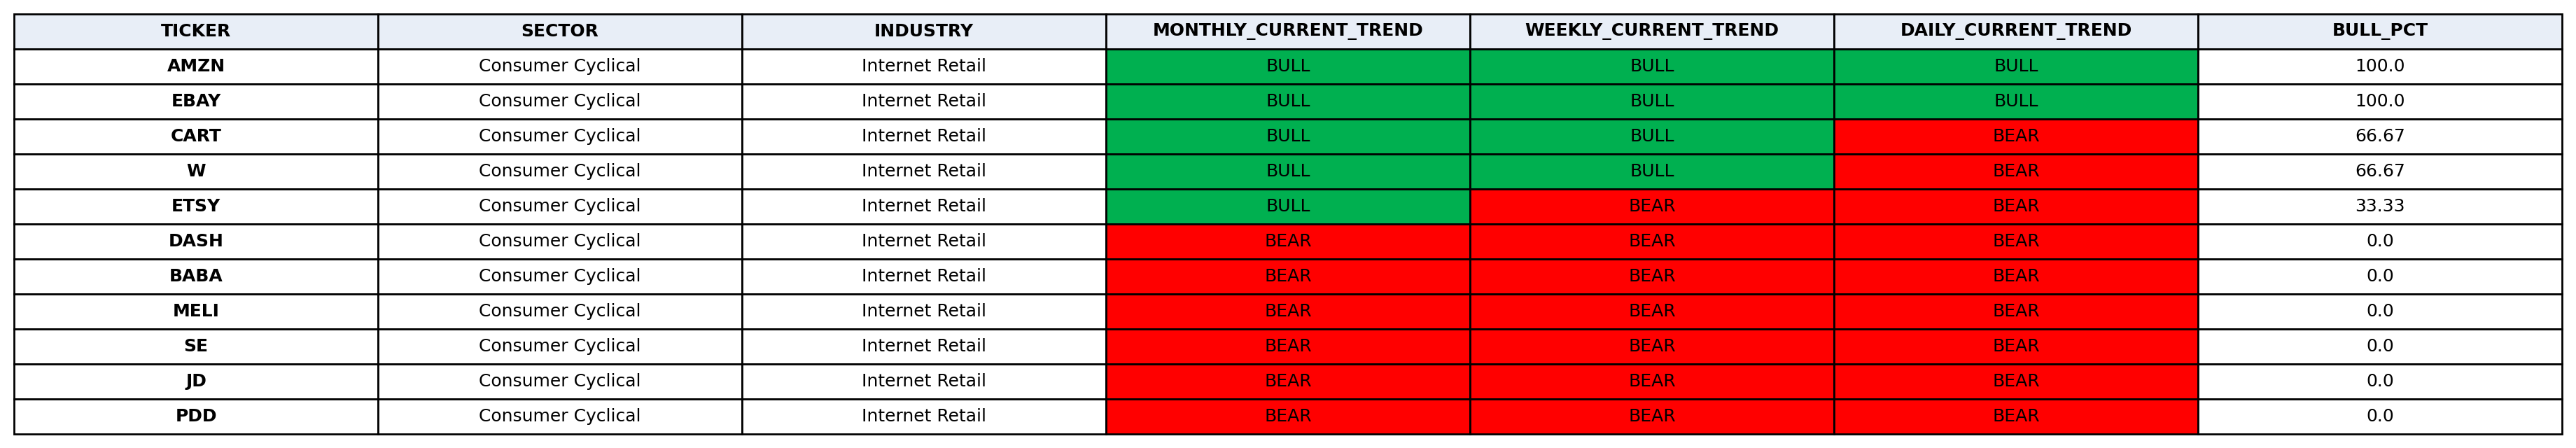 TICKER SECTOR INDUSTRY MONTHLY_CURRENT_TREND WEEKLY_CURRENT_TREND DAILY_CURRENT_TREND BULL_PCT
AMZN Consumer Cyclical Internet Retail BULL BULL BULL 100.0
EBAY Consumer Cyclical Internet Retail BULL BULL BULL 100.0
CART Consumer Cyclical Internet Retail BULL BULL BEAR 66.67
W Consumer Cyclical Internet Retail BULL BULL BEAR 66.67
ETSY Consumer Cyclical Internet Retail BULL BEAR BEAR 33.33
DASH Consumer Cyclical Internet Retail BEAR BEAR BEAR 0.0
BABA Consumer Cyclical Internet Retail BEAR BEAR BEAR 0.0
MELI Consumer Cyclical Internet Retail BEAR BEAR BEAR 0.0
SE Consumer Cyclical Internet Retail BEAR BEAR BEAR 0.0
JD Consumer Cyclical Internet Retail BEAR BEAR BEAR 0.0
PDD Consumer Cyclical Internet Retail BEAR BEAR BEAR 0.0